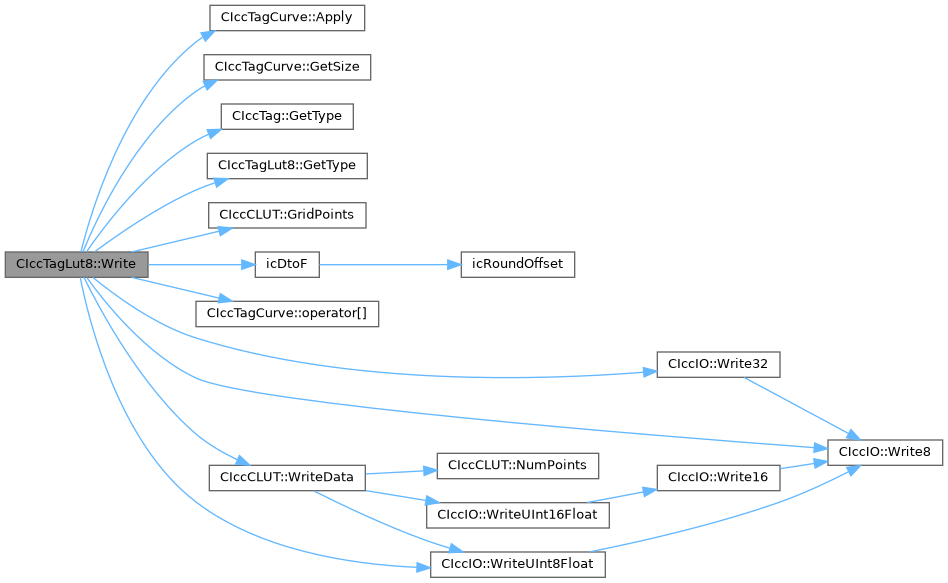 CIccTagCurve::Apply
CIccTagCurve::GetSize
CIccTag::GetType
CIccTagLut8::GetType
CIccCLUT::GridPoints
CIccTagLut8::Write
icDtoF
icRoundOffset
CIccTagCurve::operator[]
CIccIO::Write32
CIccIO::Write8
CIccCLUT::WriteData
CIccCLUT::NumPoints
CIccIO::Write16
CIccIO::WriteUInt16Float
CIccIO::WriteUInt8Float